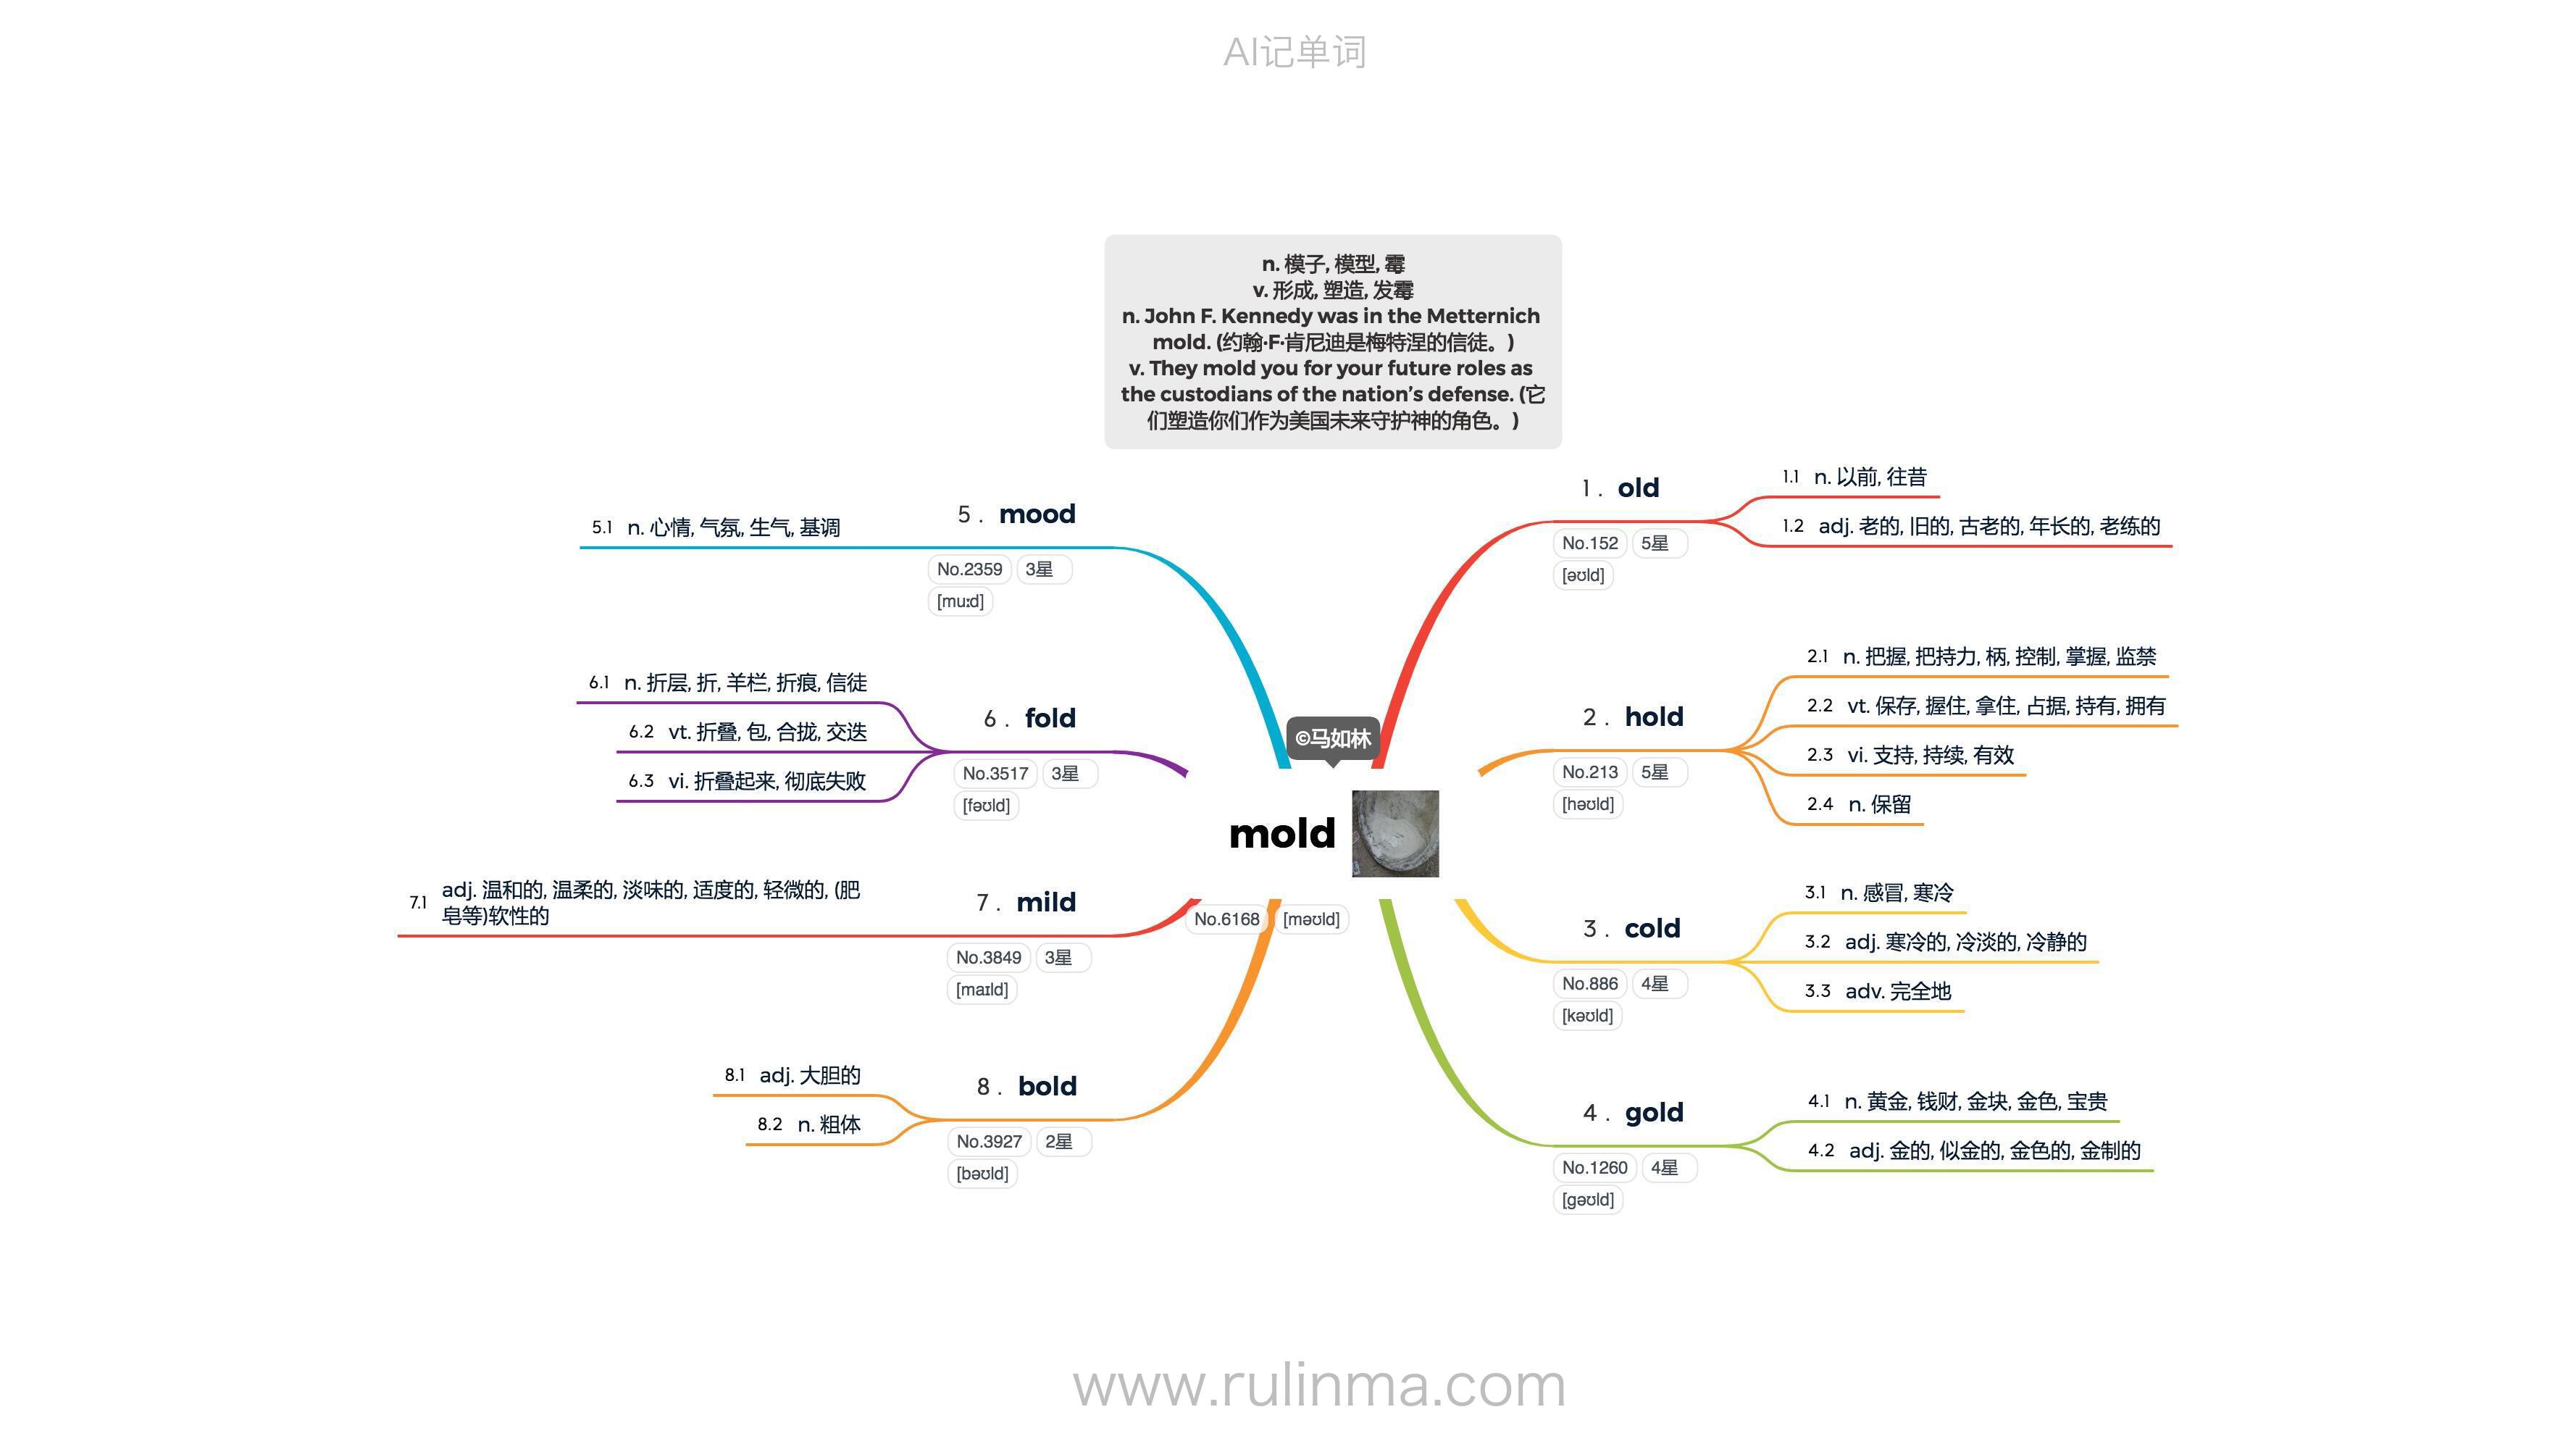 AI记单词
n. 模子, 模型, 霉
v. 形成, 塑造, 发霉
n. John F. Kennedy was in the Metternich
mold. (约翰·F·肯尼迪是梅特涅的信徒。)
v. They mold you for your future roles as
the custodians of the nation’s defense. (它
们塑造你们作为美国未来守护神的角色。)
©马如林
mold
No.6168 [məʊld]
1 . old
No.152 5星
[əʊld]
1.1 n. 以前, 往昔
1.2 adj. 老的, 旧的, 古老的, 年长的, 老练的
2 . hold
No.213 5星
[həʊld]
2.1 n. 把握, 把持力, 柄, 控制, 掌握, 监禁
2.2 vt. 保存, 握住, 拿住, 占据, 持有, 拥有
2.3 vi. 支持, 持续, 有效
2.4 n. 保留
3 . cold
No.886 4星
[kəʊld]
3.1 n. 感冒, 寒冷
3.2 adj. 寒冷的, 冷淡的, 冷静的
3.3 adv. 完全地
4 . gold
No.1260 4星
[gəʊld]
4.1 n. 黄金, 钱财, 金块, 金色, 宝贵
4.2 adj. 金的, 似金的, 金色的, 金制的
5 . mood
No.2359 3星
[muːd]
5.1 n. 心情, 气氛, 生气, 基调
6 . fold
No.3517 3星
[fəʊld]
6.1 n. 折层, 折, 羊栏, 折痕, 信徒
6.2 vt. 折叠, 包, 合拢, 交迭
6.3 vi. 折叠起来, 彻底失败
7 . mild
No.3849 3星
[maɪld]
7.1 adj. 温和的, 温柔的, 淡味的, 适度的, 轻微的, (肥
皂等)软性的
8 . bold
No.3927 2星
[bəʊld]
8.1 adj. 大胆的
8.2 n. 粗体
www.rulinma.com